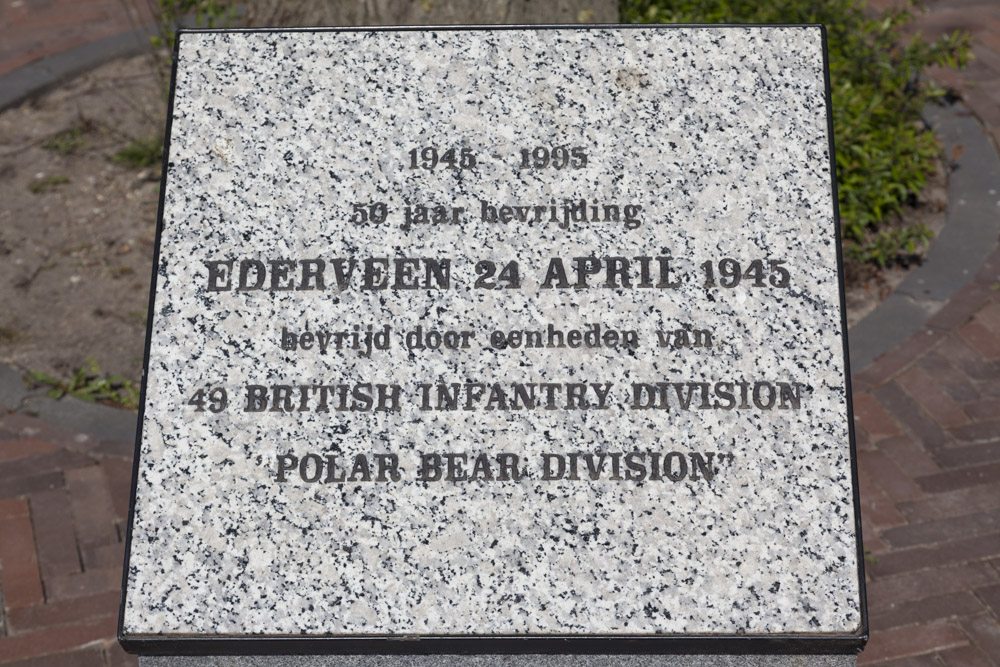 1945 - 1995
50 jaar bevrijding
EDERVEEN 24 APRIL 1945
bevrijd door eenheden van
49 BRITISH INFANTRY DIVISION
"POLAR BEAR DIVISION"